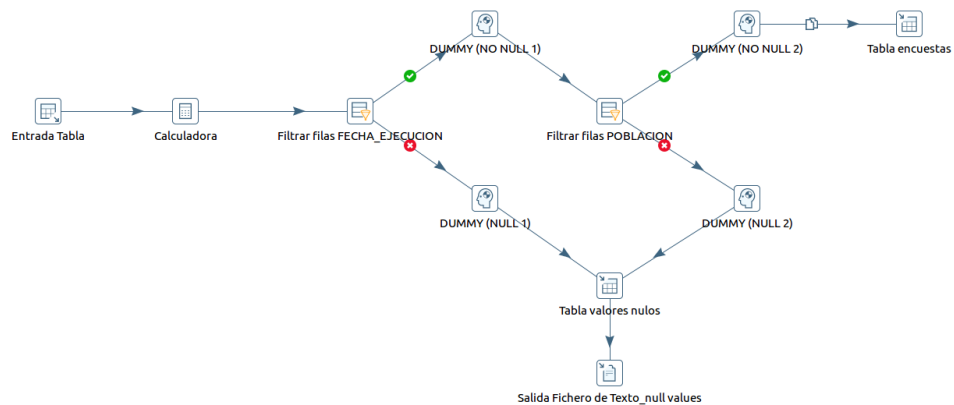 DUMMY (NO NULL 1)
DUMMY (NO NULL 2)
Tabla encuestas
Entrada Tabla
Calculadora
Filtrar filas FECHA_EJECUCION
Filtrar filas POBLACION
DUMMY (NULL 1)
DUMMY (NULL 2)
Tabla valores nulos
Salida Fichero de Texto_null values